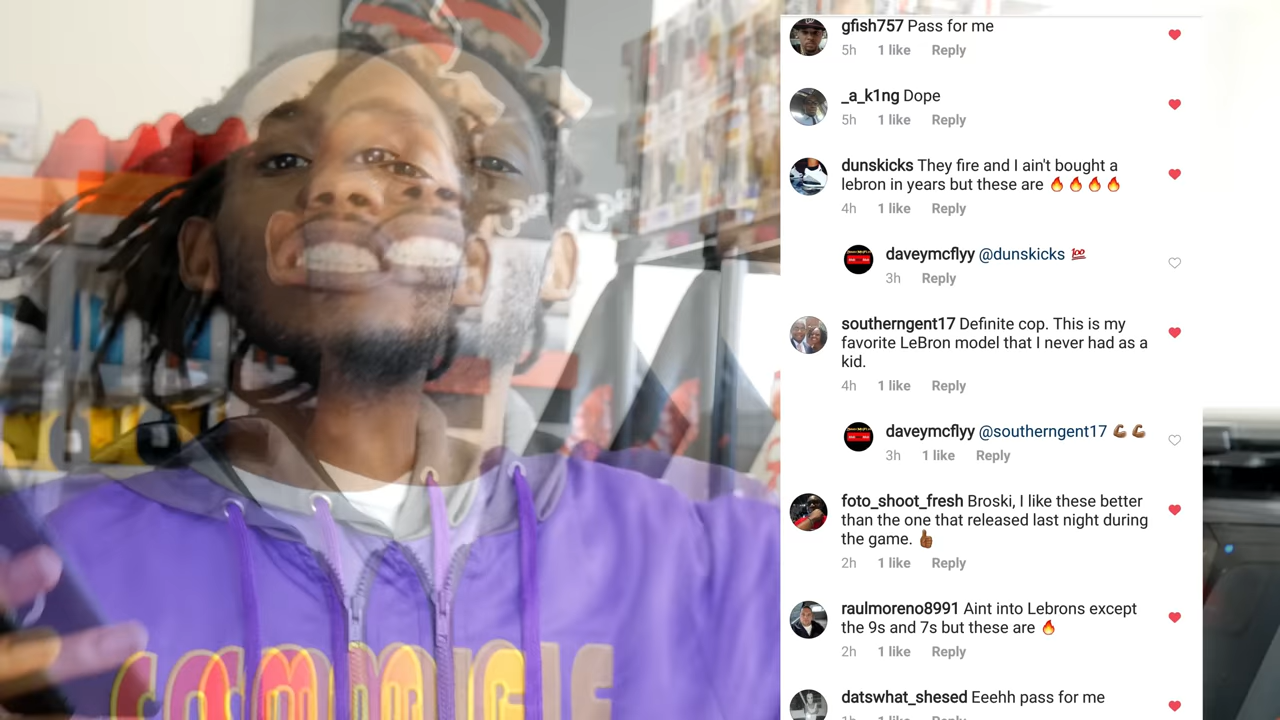 gfish757 Pass for me
5h 1 like Reply
_a_k1ng Dope
5h 1 like Reply
dunskicks They fire and I ain't bought a
lebron in years but these are 🔥🔥🔥🔥
4h 1 like Reply
daveymcflyy @dunskicks 💯
3h Reply
southerngent17 Definite cop. This is my
favorite LeBron model that I never had as a
kid.
4h 1 like Reply
daveymcflyy @southerngent17 💪🏾💪🏾
3h 1 like Reply
foto_shoot_fresh Broski, I like these better
than the one that released last night during
the game. 👍🏾
2h 1 like Reply
raulmoreno8991 Aint into Lebrons except
the 9s and 7s but these are 🔥
2h 1 like Reply
datswhat_shesed Eeehh pass for me